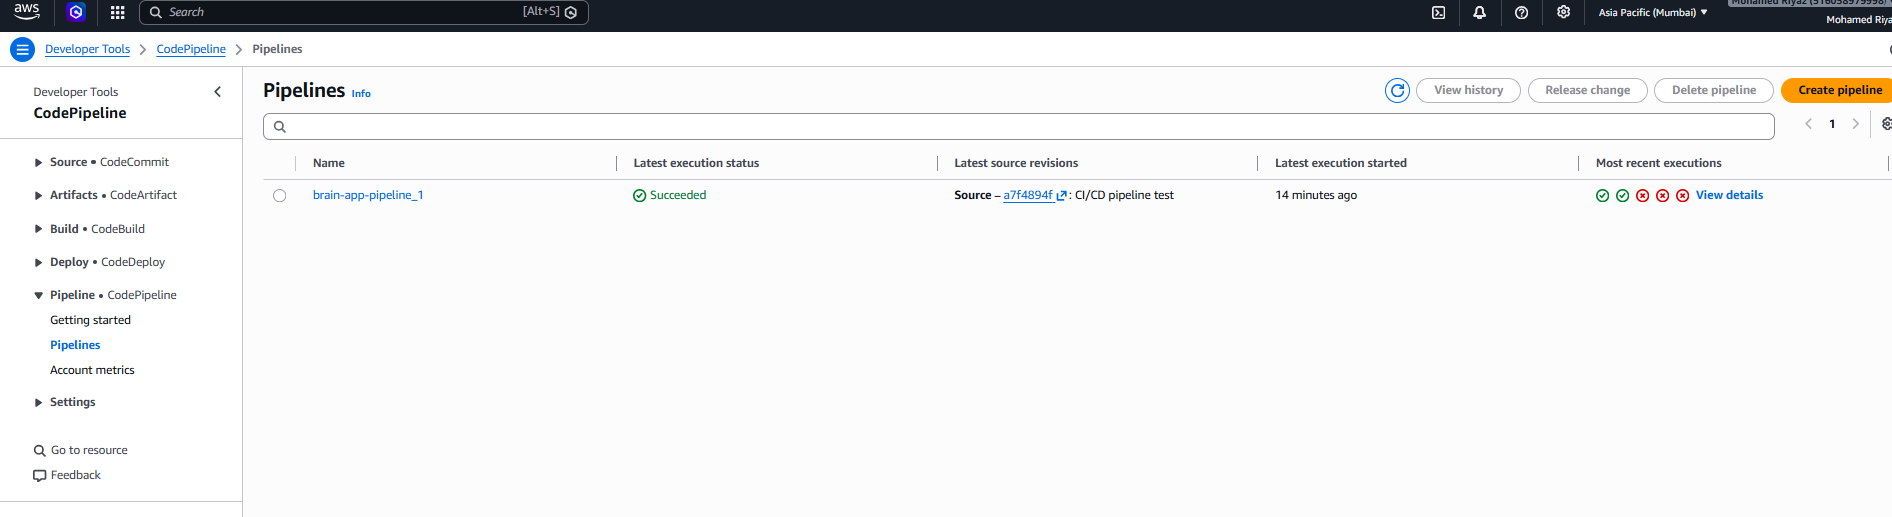 aws
Search
[Alt+S]
Asia Pacific (Mumbai)
Developer Tools
CodePipeline
Pipelines
Developer Tools
CodePipeline
Source • CodeCommit
Artifacts • CodeArtifact
Build • CodeBuild
Deploy • CodeDeploy
Pipeline • CodePipeline
Getting started
Pipelines
Account metrics
Settings
Go to resource
Feedback
Pipelines Info
View history
Release change
Delete pipeline
Create pipeline
1
Name
Latest execution status
Latest source revisions
Latest execution started
Most recent executions
brain-app-pipeline_1
Succeeded
Source – a7f4894f : CI/CD pipeline test
14 minutes ago
View details